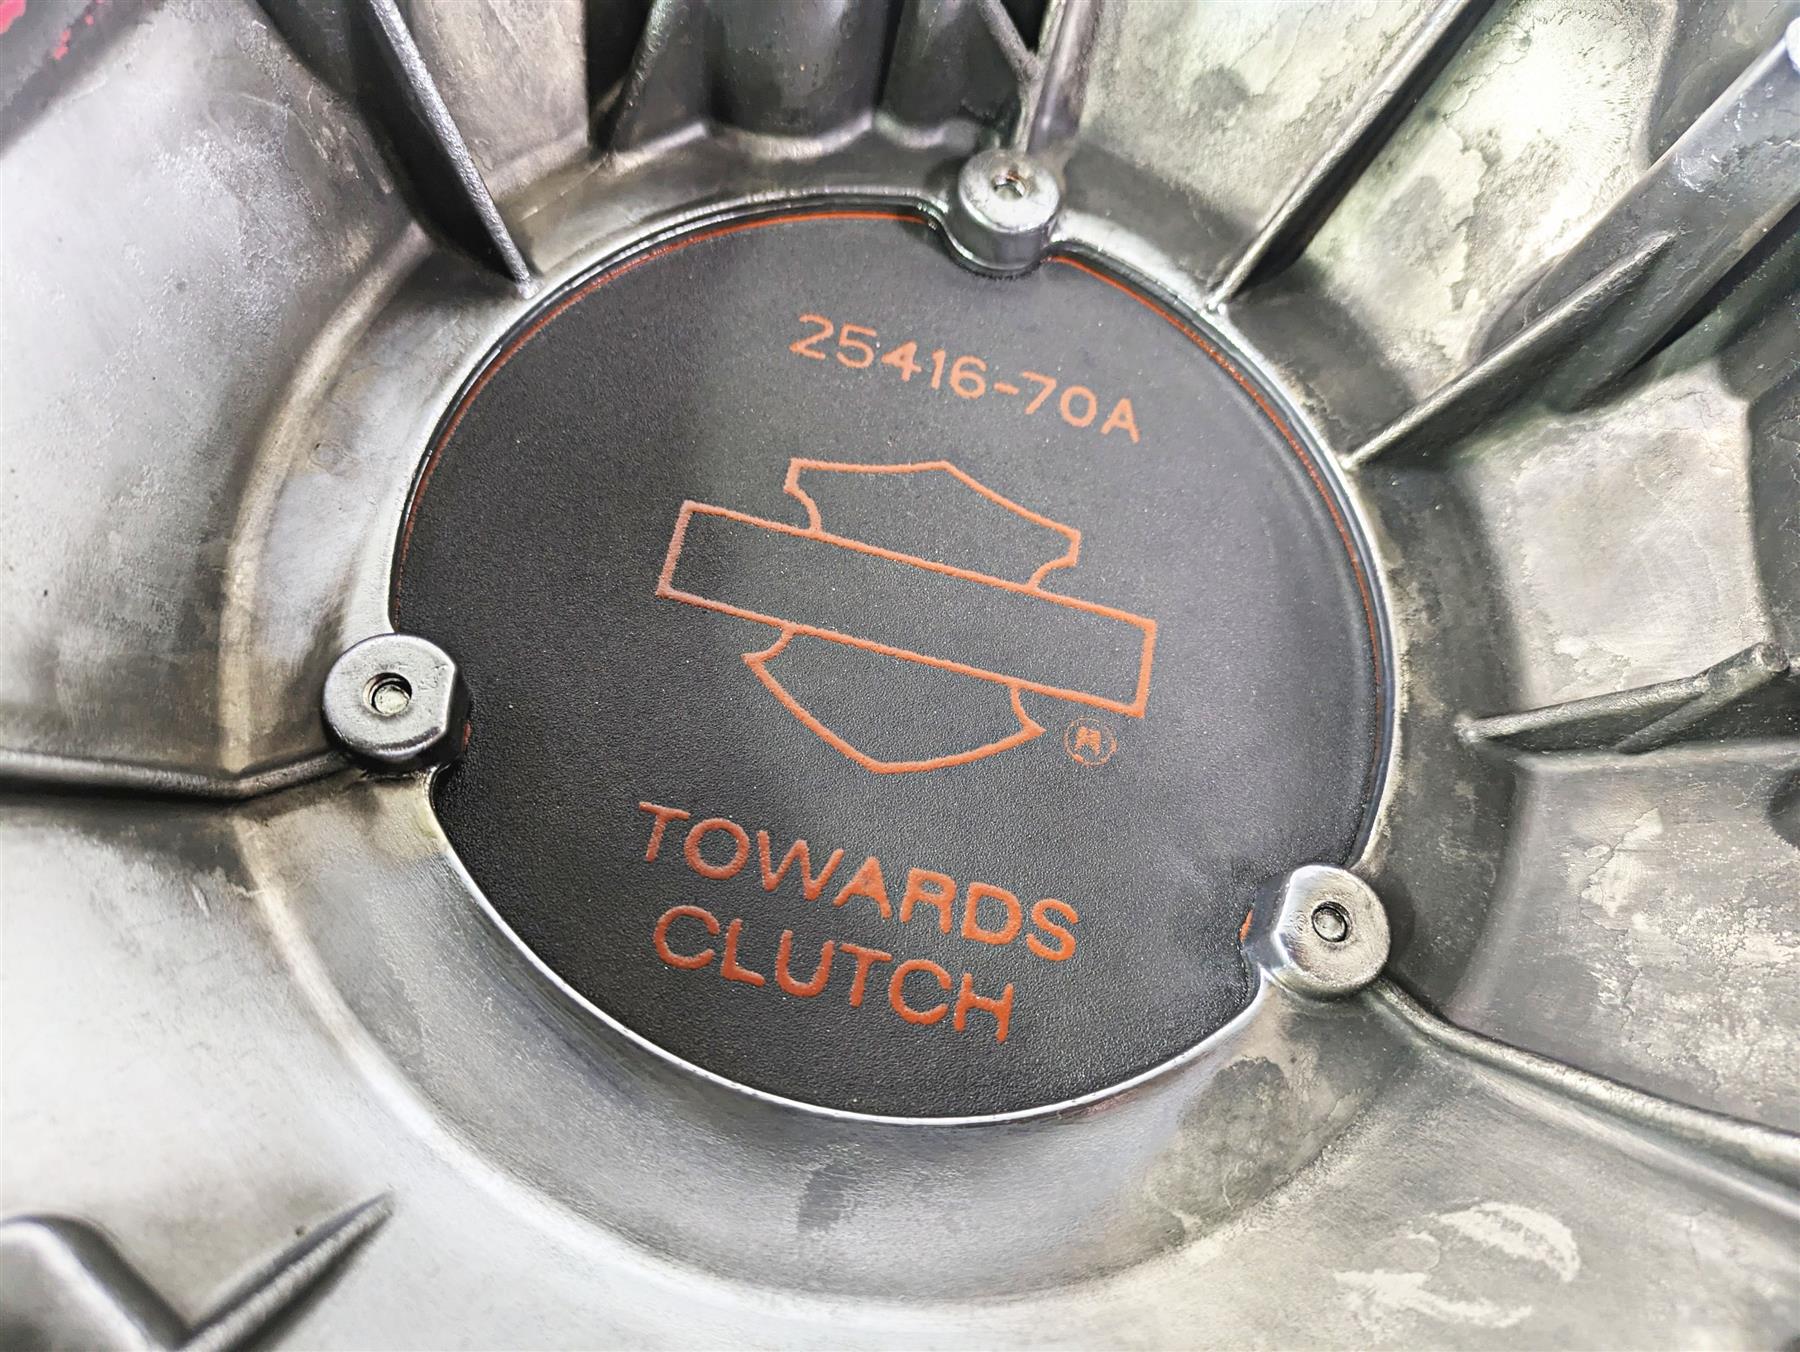 25416-70A
®
TOWARDS
CLUTCH